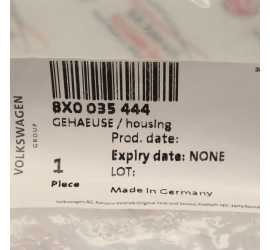 8X0 035 444
GEHAEUSE / housing
Prod. date:
Expiry date: NONE
LOT:
1
Piece
Made in Germany
VOLKSWAGEN
GROUP